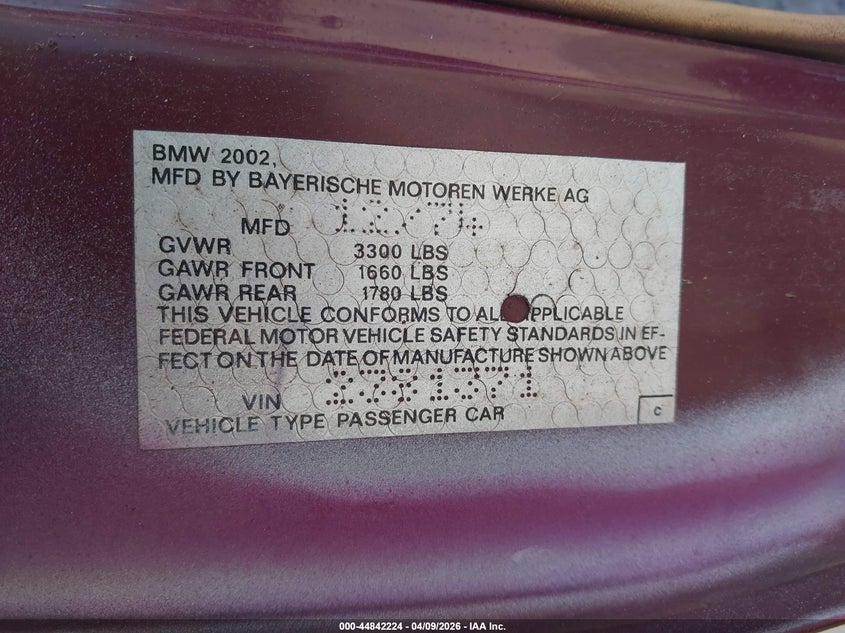 BMW 2002,
MFD BY BAYERISCHE MOTOREN WERKE AG
MFD 12/74
GVWR 3300 LBS
GAWR FRONT 1660 LBS
GAWR REAR 1780 LBS
THIS VEHICLE CONFORMS TO ALL APPLICABLE
FEDERAL MOTOR VEHICLE SAFETY STANDARDS IN EF-
FECT ON THE DATE OF MANUFACTURE SHOWN ABOVE
VIN
VEHICLE TYPE PASSENGER CAR
C
000-44842224 | 04/09/2026 - IAA Inc.